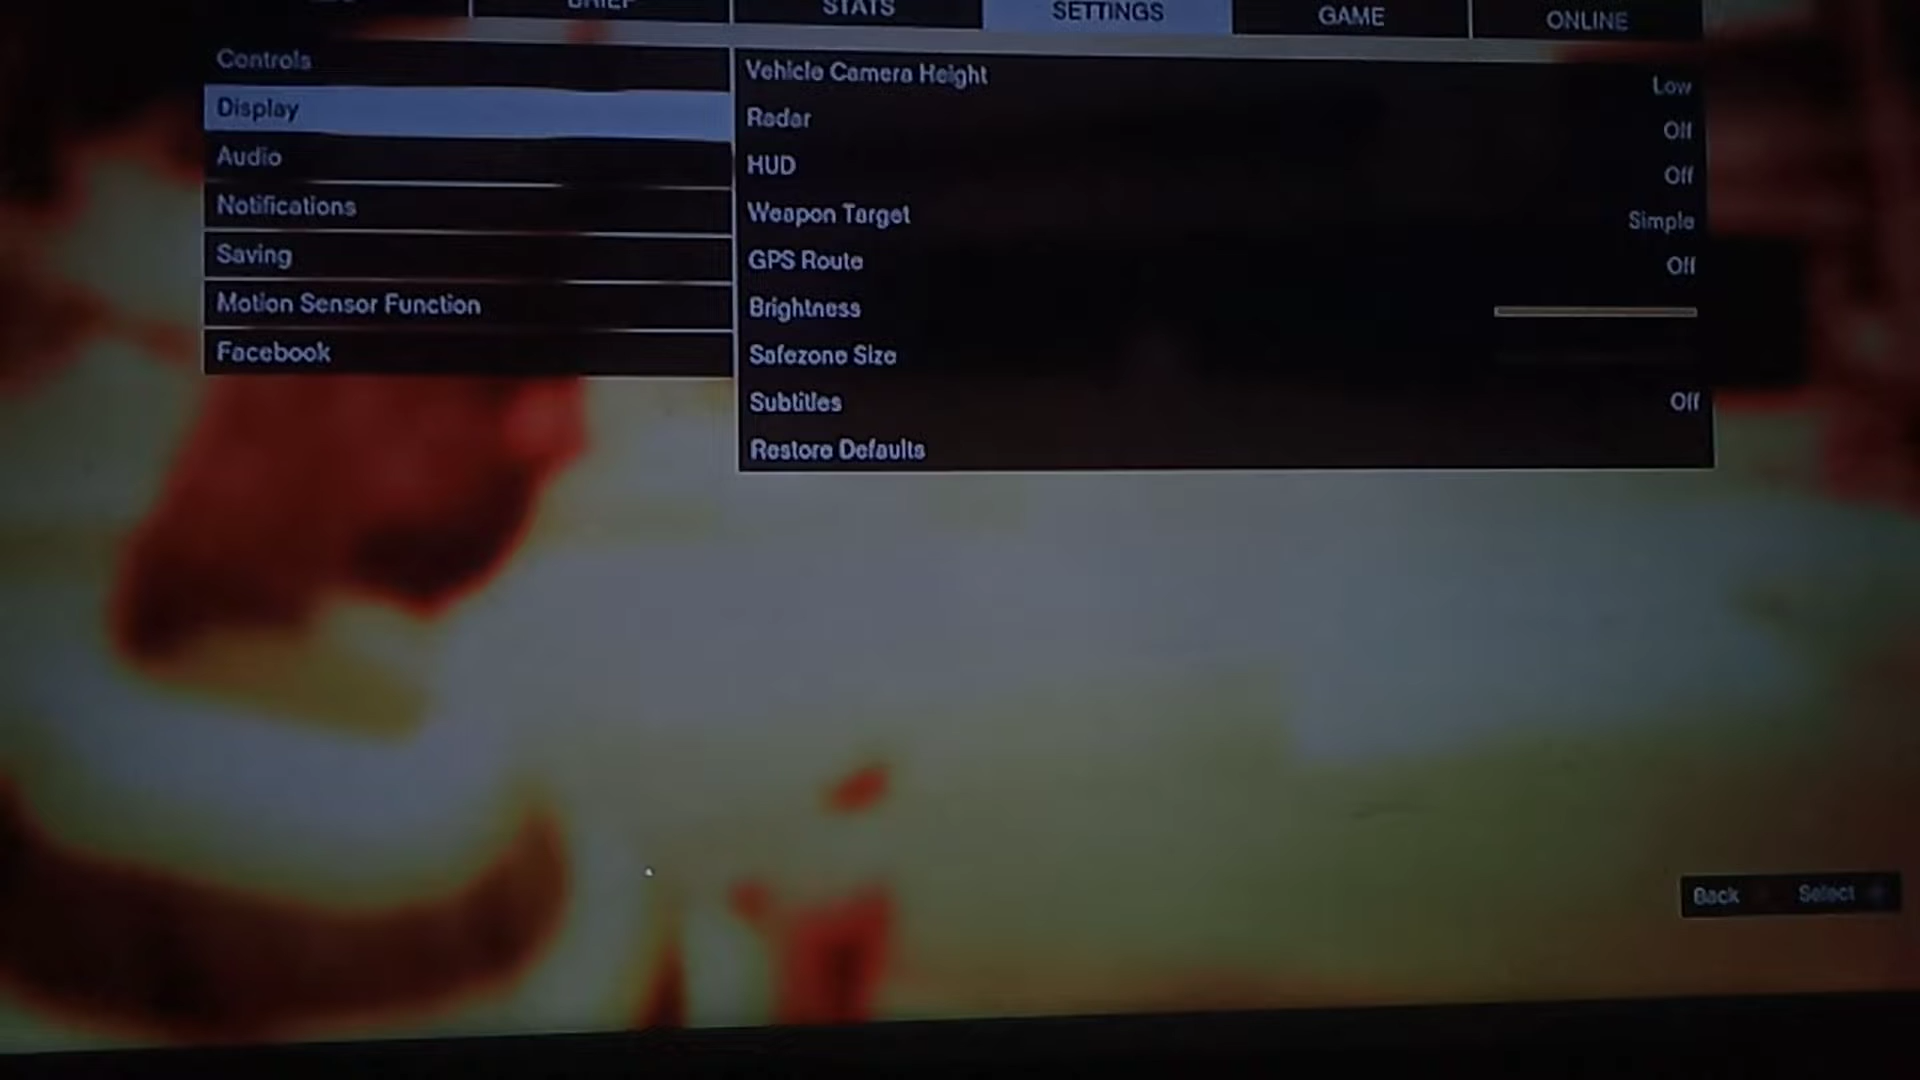 BRIEF
STATS
SETTINGS
GAME
ONLINE
Controls
Display
Audio
Notifications
Saving
Motion Sensor Function
Facebook
Vehicle Camera Height Low
Radar Off
HUD Off
Weapon Target Simple
GPS Route Off
Brightness
Safezone Size
Subtitles Off
Restore Defaults
Back Select